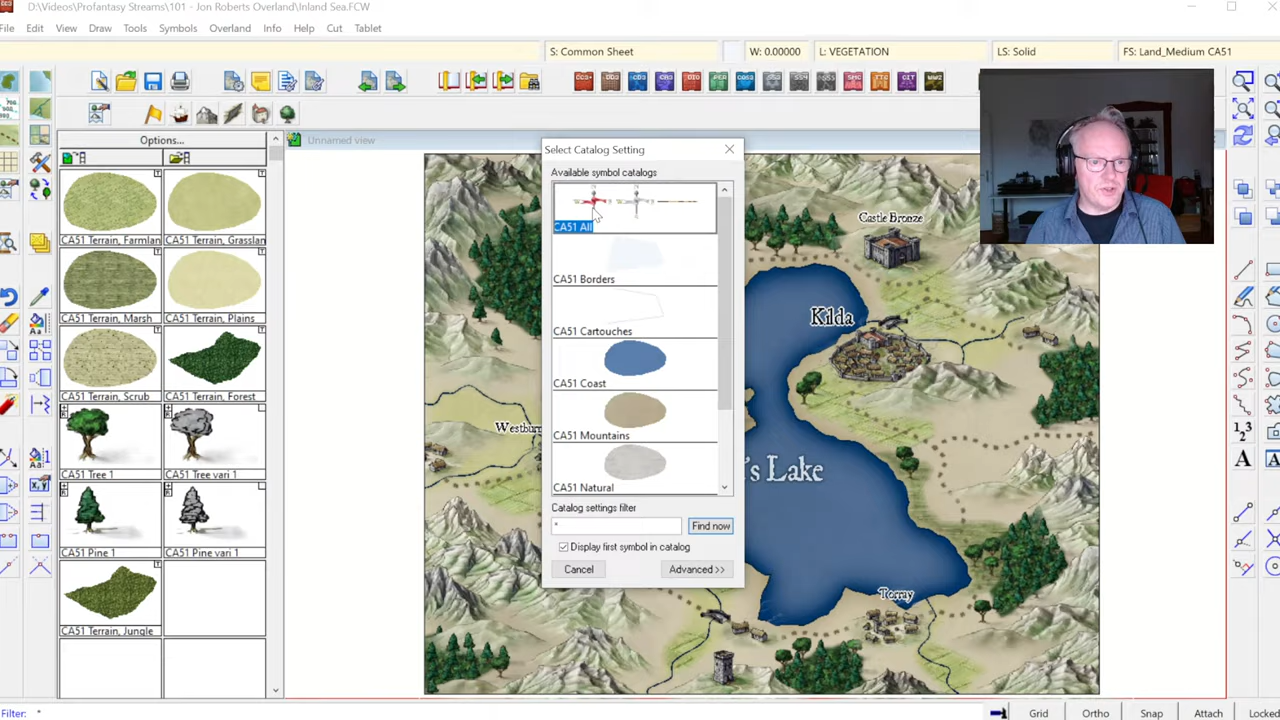 D:\Videos\Profantasy Streams\101 - Jon Roberts Overland\Inland Sea.FCW
File Edit View Draw Tools Symbols Overland Info Help Cut Tablet
S: Common Sheet W: 0.00000 L: VEGETATION LS: Solid FS: Land_Medium CA51
Options...
Unnamed view
CA51 Terrain, Farmlan CA51 Terrain, Grasslan
CA51 Terrain, Marsh CA51 Terrain, Plains
CA51 Terrain, Scrub CA51 Terrain, Forest
CA51 Tree 1 CA51 Tree vari 1
CA51 Pine 1 CA51 Pine vari 1
CA51 Terrain, Jungle
Select Catalog Setting
Available symbol catalogs
CA51 All
CA51 Borders
CA51 Cartouches
CA51 Coast
CA51 Mountains
CA51 Natural
Catalog settings filter
* Find now
Display first symbol in catalog
Cancel Advanced >>
Castle Bronze
Kilda
Westburn
's Lake
Torray
Filter: *
Grid Ortho Snap Attach Locked